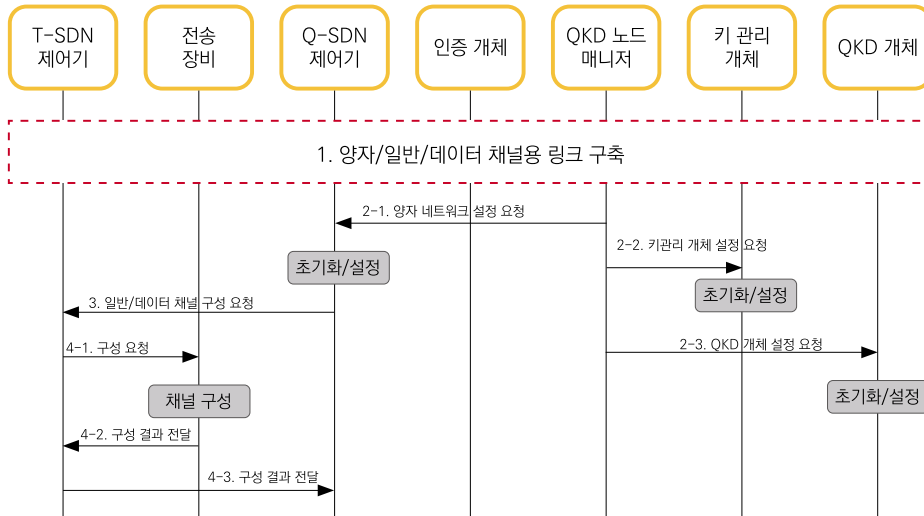 T-SDN
제어기
전송
장비
Q-SDN
제어기
인증 개체
QKD 노드
매니저
키 관리
개체
QKD 개체
1. 양자/일반/데이터 채널용 링크 구축
2-1. 양자 네트워크 설정 요청
2-2. 키관리 개체 설정 요청
초기화/설정
초기화/설정
3. 일반/데이터 채널 구성 요청
4-1. 구성 요청
2-3. QKD 개체 설정 요청
채널 구성
초기화/설정
4-2. 구성 결과 전달
4-3. 구성 결과 전달